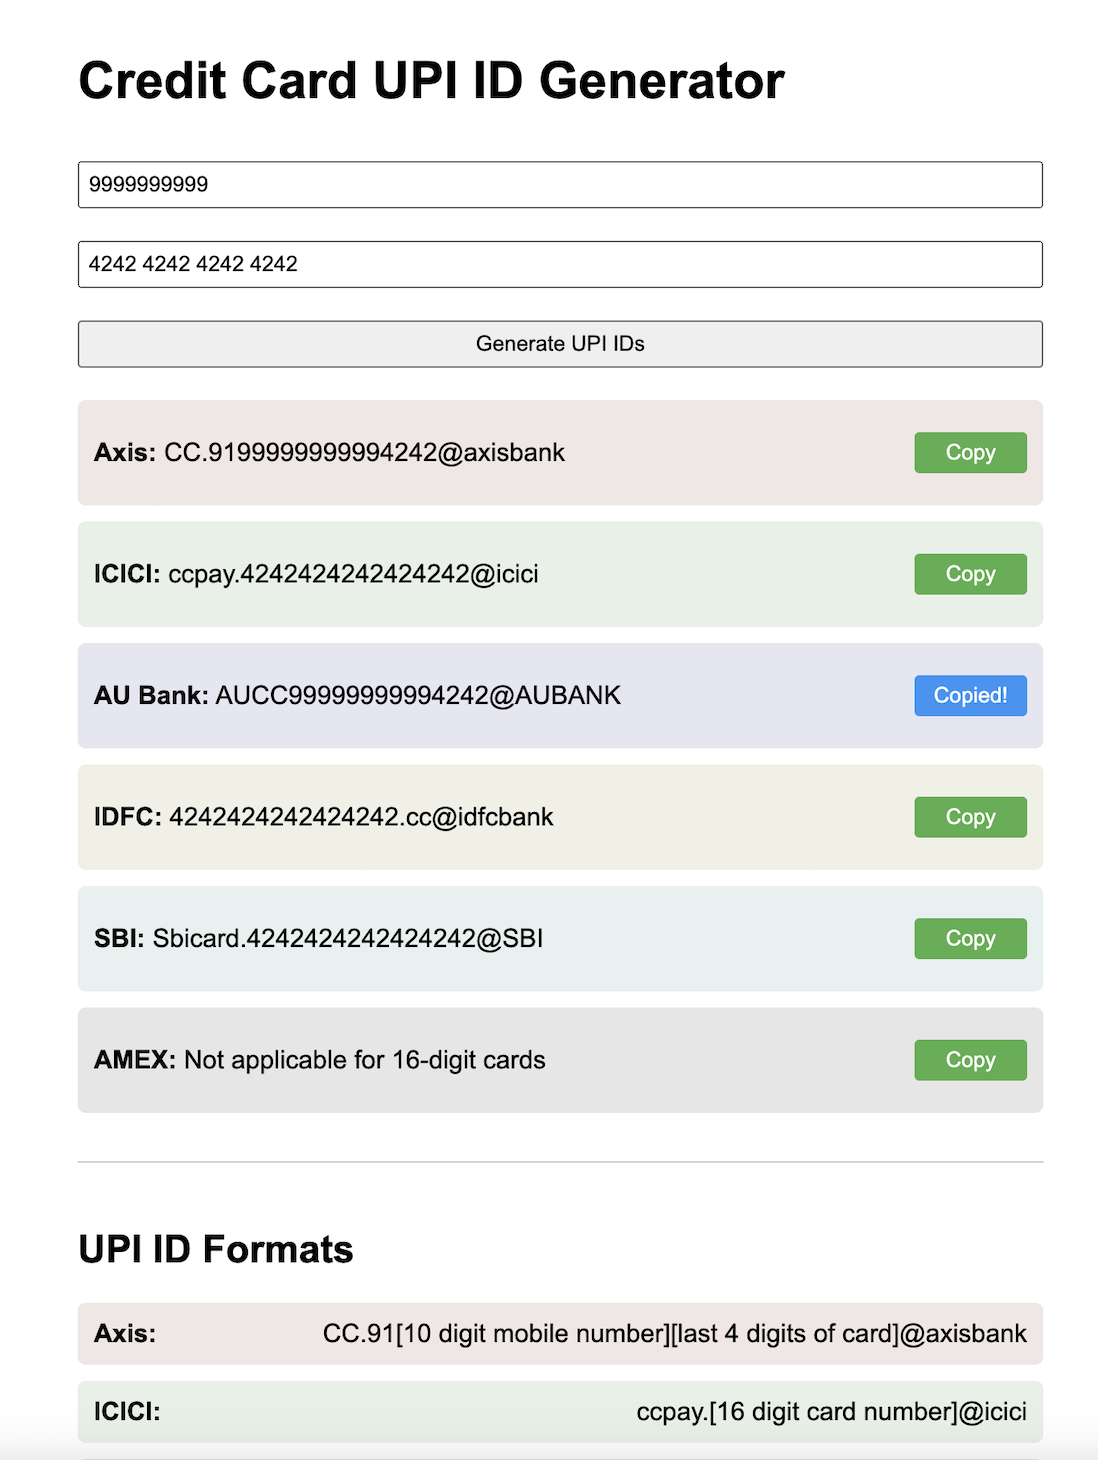 Credit Card UPI ID Generator
9999999999
4242 4242 4242 4242
Generate UPI IDs
Axis: CC.9199999999994242@axisbank
Copy
ICICI: ccpay.4242424242424242@icici
Copy
AU Bank: AUCC99999999994242@AUBANK
Copied!
IDFC: 4242424242424242.cc@idfcbank
Copy
SBI: Sbicard.4242424242424242@SBI
Copy
AMEX: Not applicable for 16-digit cards
Copy
UPI ID Formats
Axis: CC.91[10 digit mobile number][last 4 digits of card]@axisbank
ICICI: ccpay.[16 digit card number]@icici